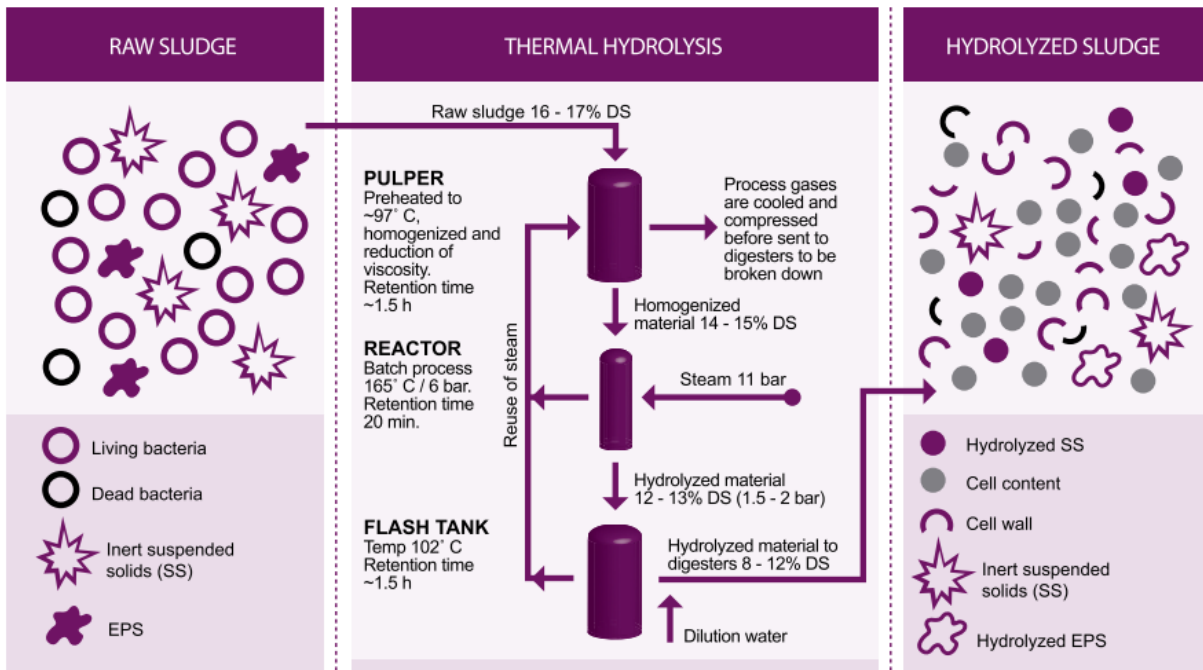 RAW SLUDGE
THERMAL HYDROLYSIS
HYDROLYZED SLUDGE
Raw sludge 16 - 17% DS
PULPER
Preheated to
~97˚ C,
homogenized and
reduction of
viscosity.
Retention time
~1.5 h
Process gases
are cooled and
compressed
before sent to
digesters to be
broken down
Homogenized
material 14 - 15% DS
REACTOR
Batch process
165˚ C / 6 bar.
Retention time
20 min.
Reuse of steam
Steam 11 bar
Hydrolyzed material
12 - 13% DS (1.5 - 2 bar)
FLASH TANK
Temp 102˚ C
Retention time
~1.5 h
Hydrolyzed material to
digesters 8 - 12% DS
Dilution water
Living bacteria
Dead bacteria
Inert suspended
solids (SS)
EPS
Hydrolyzed SS
Cell content
Cell wall
Inert suspended
solids (SS)
Hydrolyzed EPS